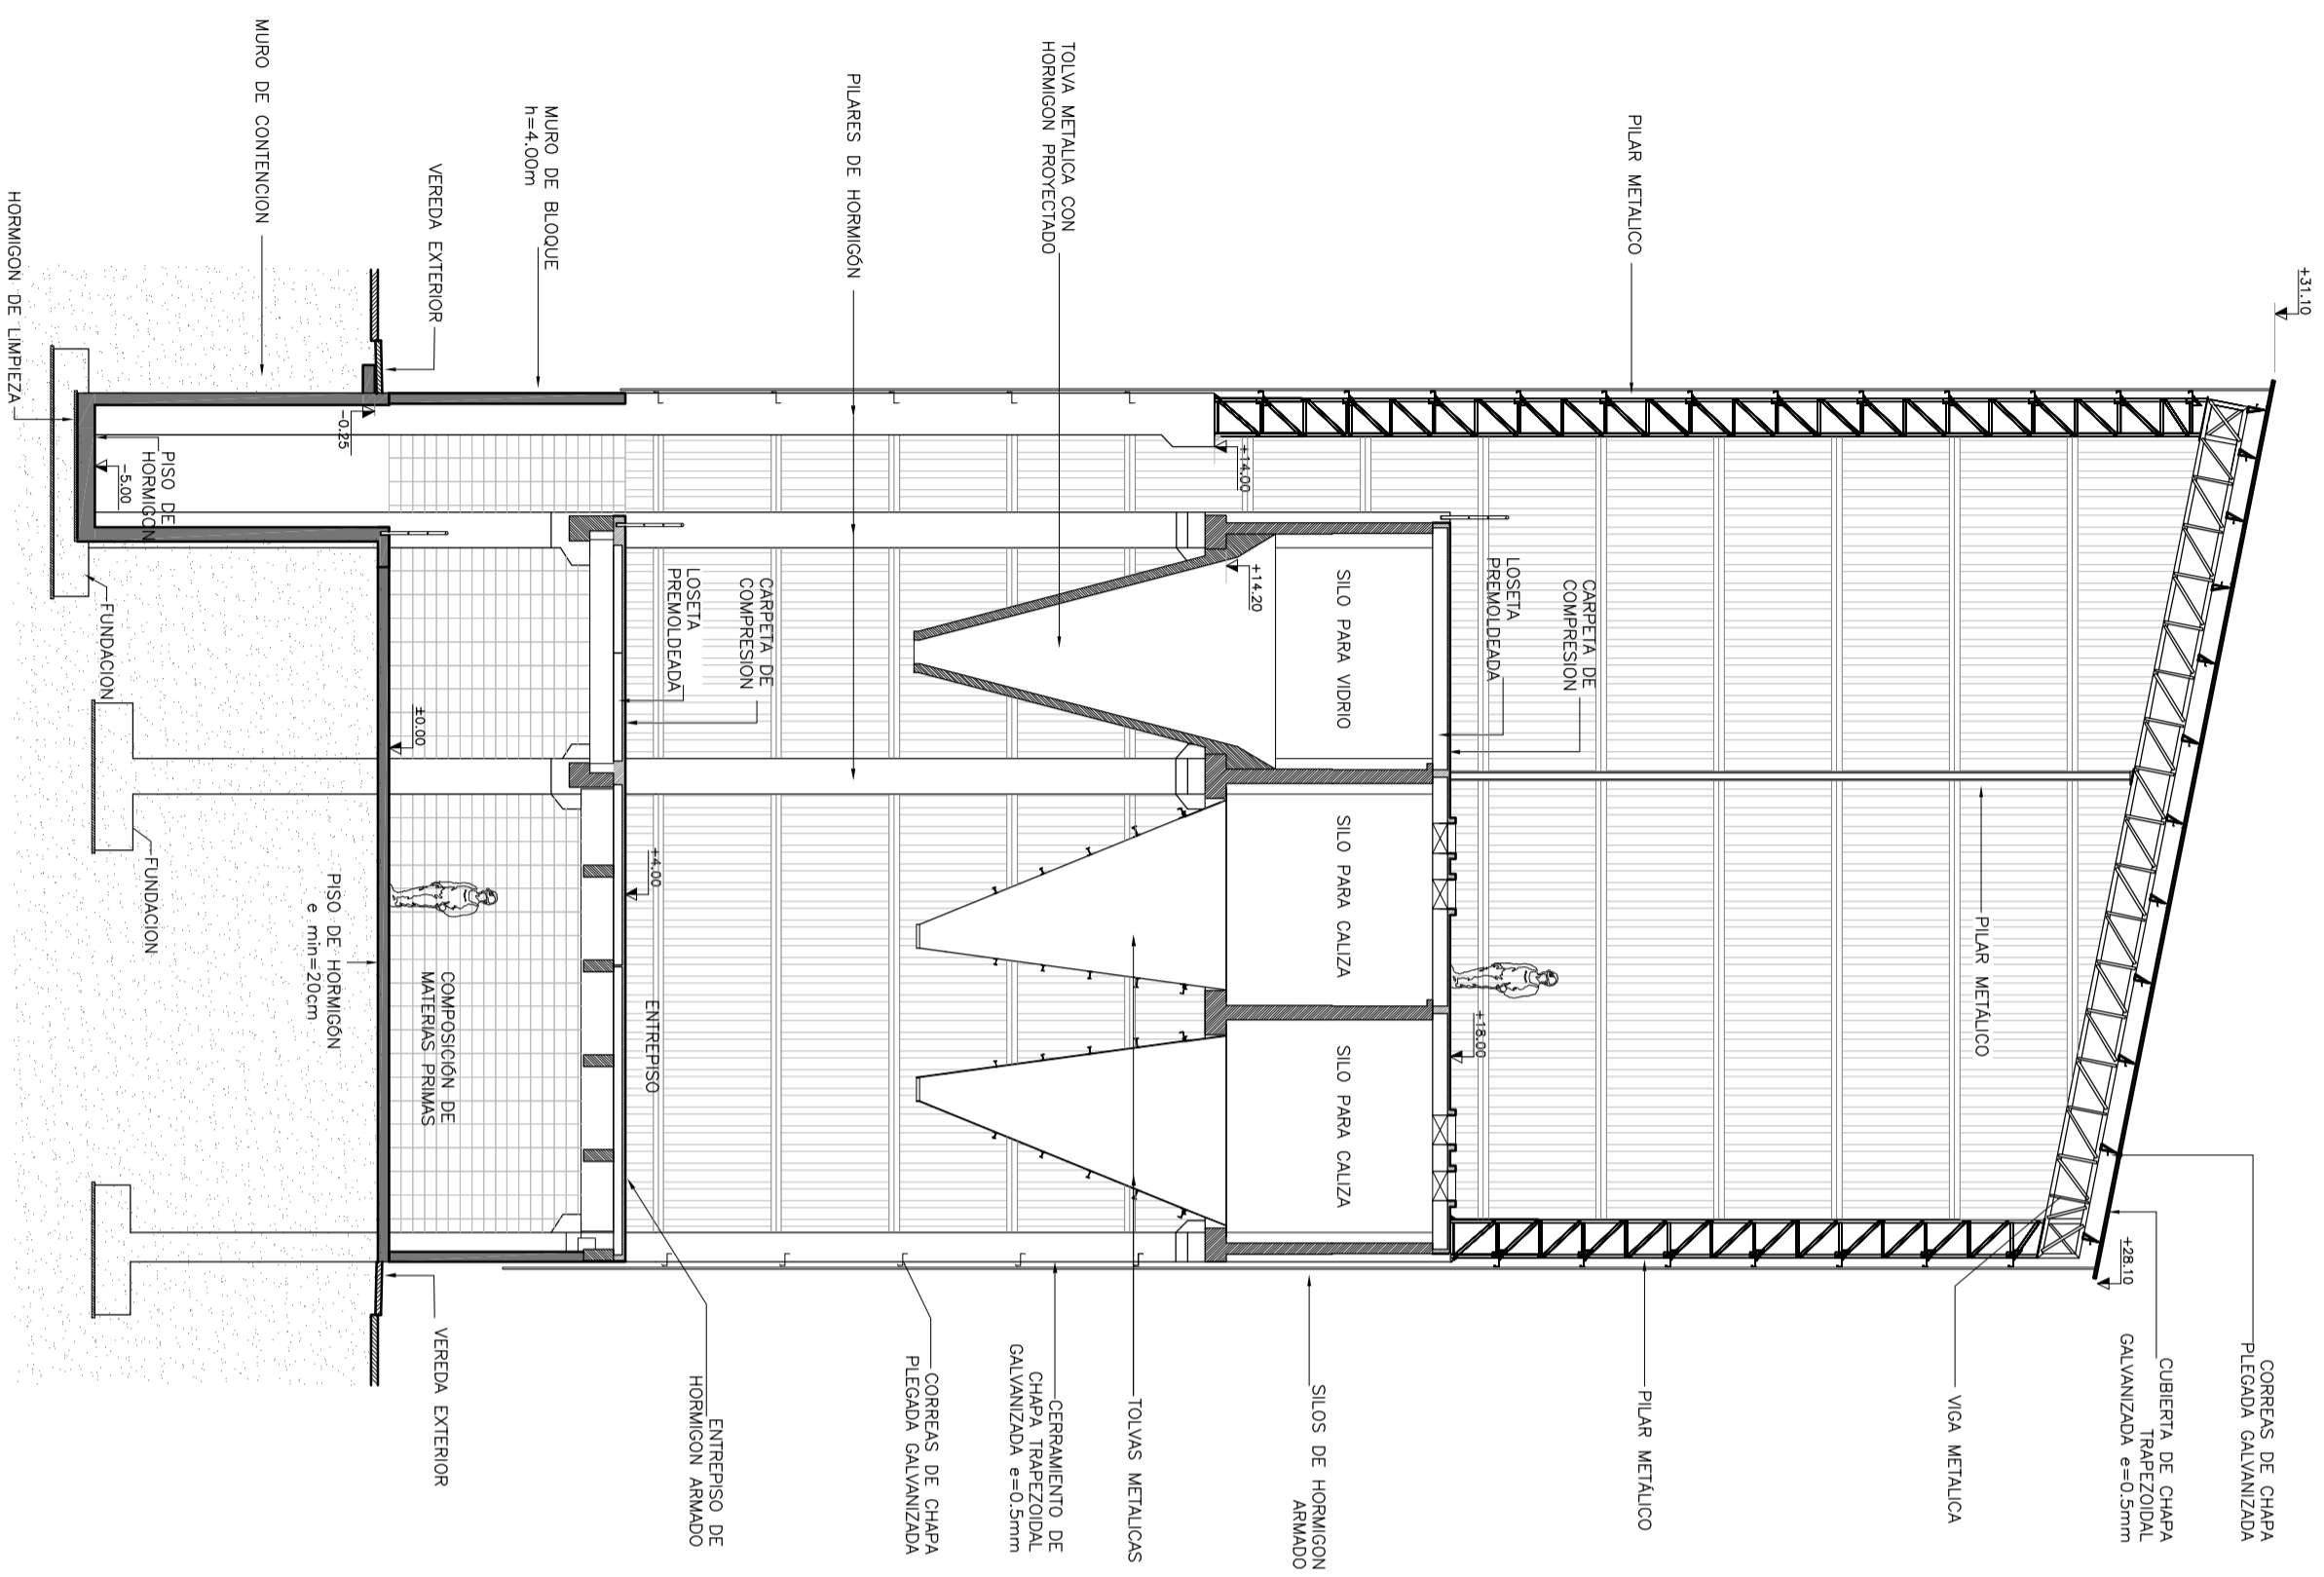 +31.10
PILAR METALICO
TOLVA METALICA CON
HORMIGON PROYECTADO
PILARES DE HORMIGÓN
MURO DE BLOQUE
h=4.00m
VEREDA EXTERIOR
MURO DE CONTENCION
HORMIGON DE LIMPIEZA
CORREAS DE CHAPA
PLEGADA GALVANIZADA
CUBIERTA DE CHAPA
TRAPEZOIDAL
GALVANIZADA e=0.5mm
+28.10
VIGA METALICA
PILAR METÁLICO
SILOS DE HORMIGON
ARMADO
TOLVAS METALICAS
CERRAMIENTO DE
CHAPA TRAPEZOIDAL
GALVANIZADA e=0.5mm
CORREAS DE CHAPA
PLEGADA GALVANIZADA
ENTREPISO DE
HORMIGON ARMADO
VEREDA EXTERIOR
PILAR METÁLICO
CARPETA DE
COMPRESION
LOSETA
PREMOLDEADA
+18.00
+14.00
SILO PARA VIDRIO
SILO PARA CALIZA
SILO PARA CALIZA
+14.20
CARPETA DE
COMPRESION
LOSETA
PREMOLDEADA
ENTREPISO
+4.00
COMPOSICIÓN DE
MATERIAS PRIMAS
±0.00
-0.25
PISO DE HORMIGÓN
e min=20cm
PISO DE
HORMIGON
-5.00
FUNDACION
FUNDACION